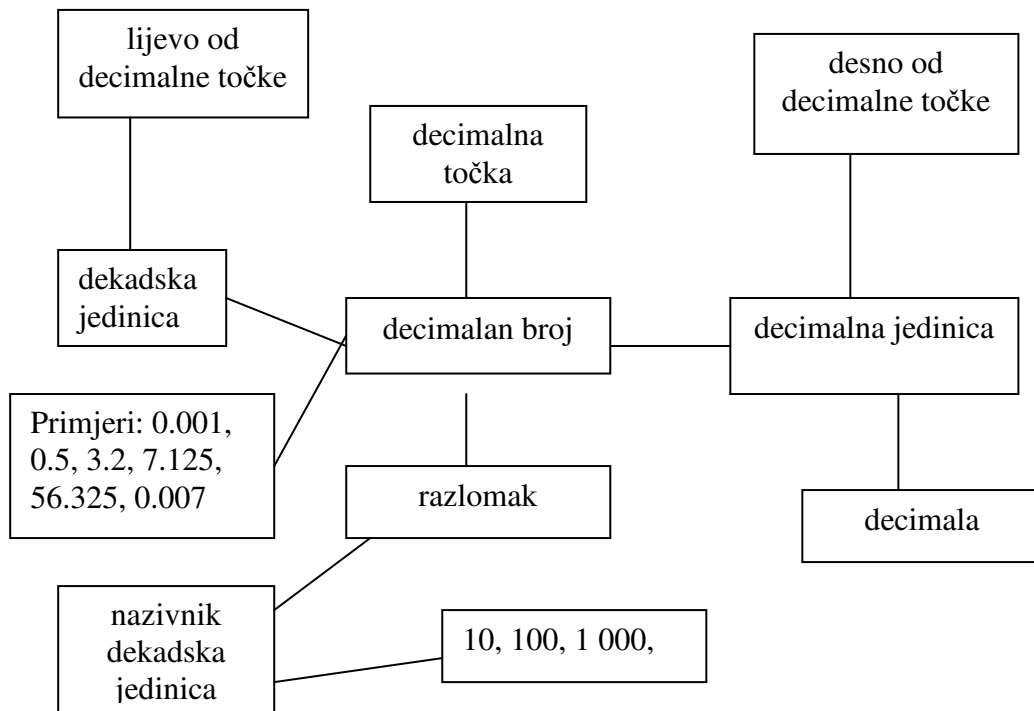 lijevo od
decimalne točke
desno od
decimalne točke
decimalna
točka
dekadska
jedinica
decimalan broj
decimalna jedinica
Primjeri: 0.001,
0.5, 3.2, 7.125,
56.325, 0.007
razlomak
decimala
nazivnik
dekadska
jedinica
10, 100, 1 000,